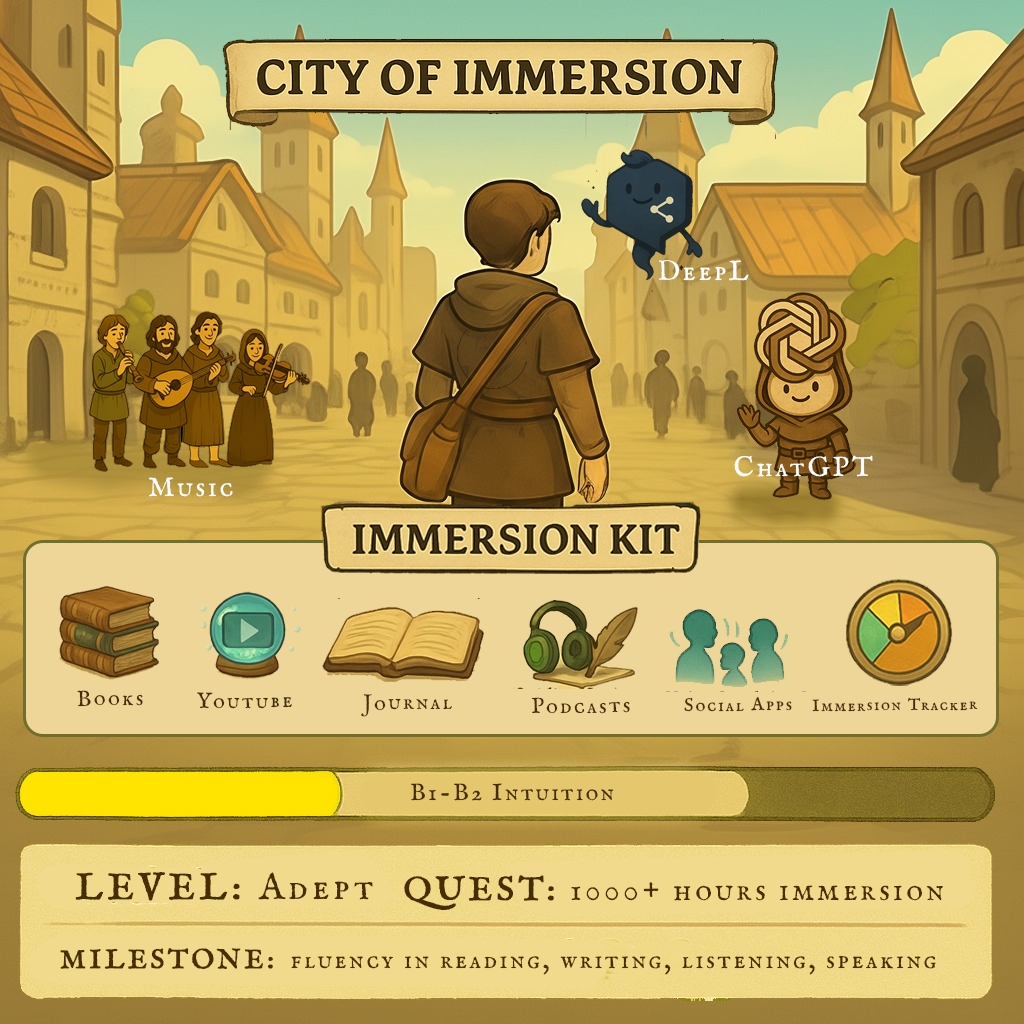 CITY OF IMMERSION
DeepL
ChatGPT
Music
IMMERSION KIT
Books
Youtube
Journal
Podcasts
Social Apps
Immersion Tracker
B1-B2 Intuition
LEVEL: Adept QUEST: 1000+ hours immersion
MILESTONE: fluency in reading, writing, listening, speaking